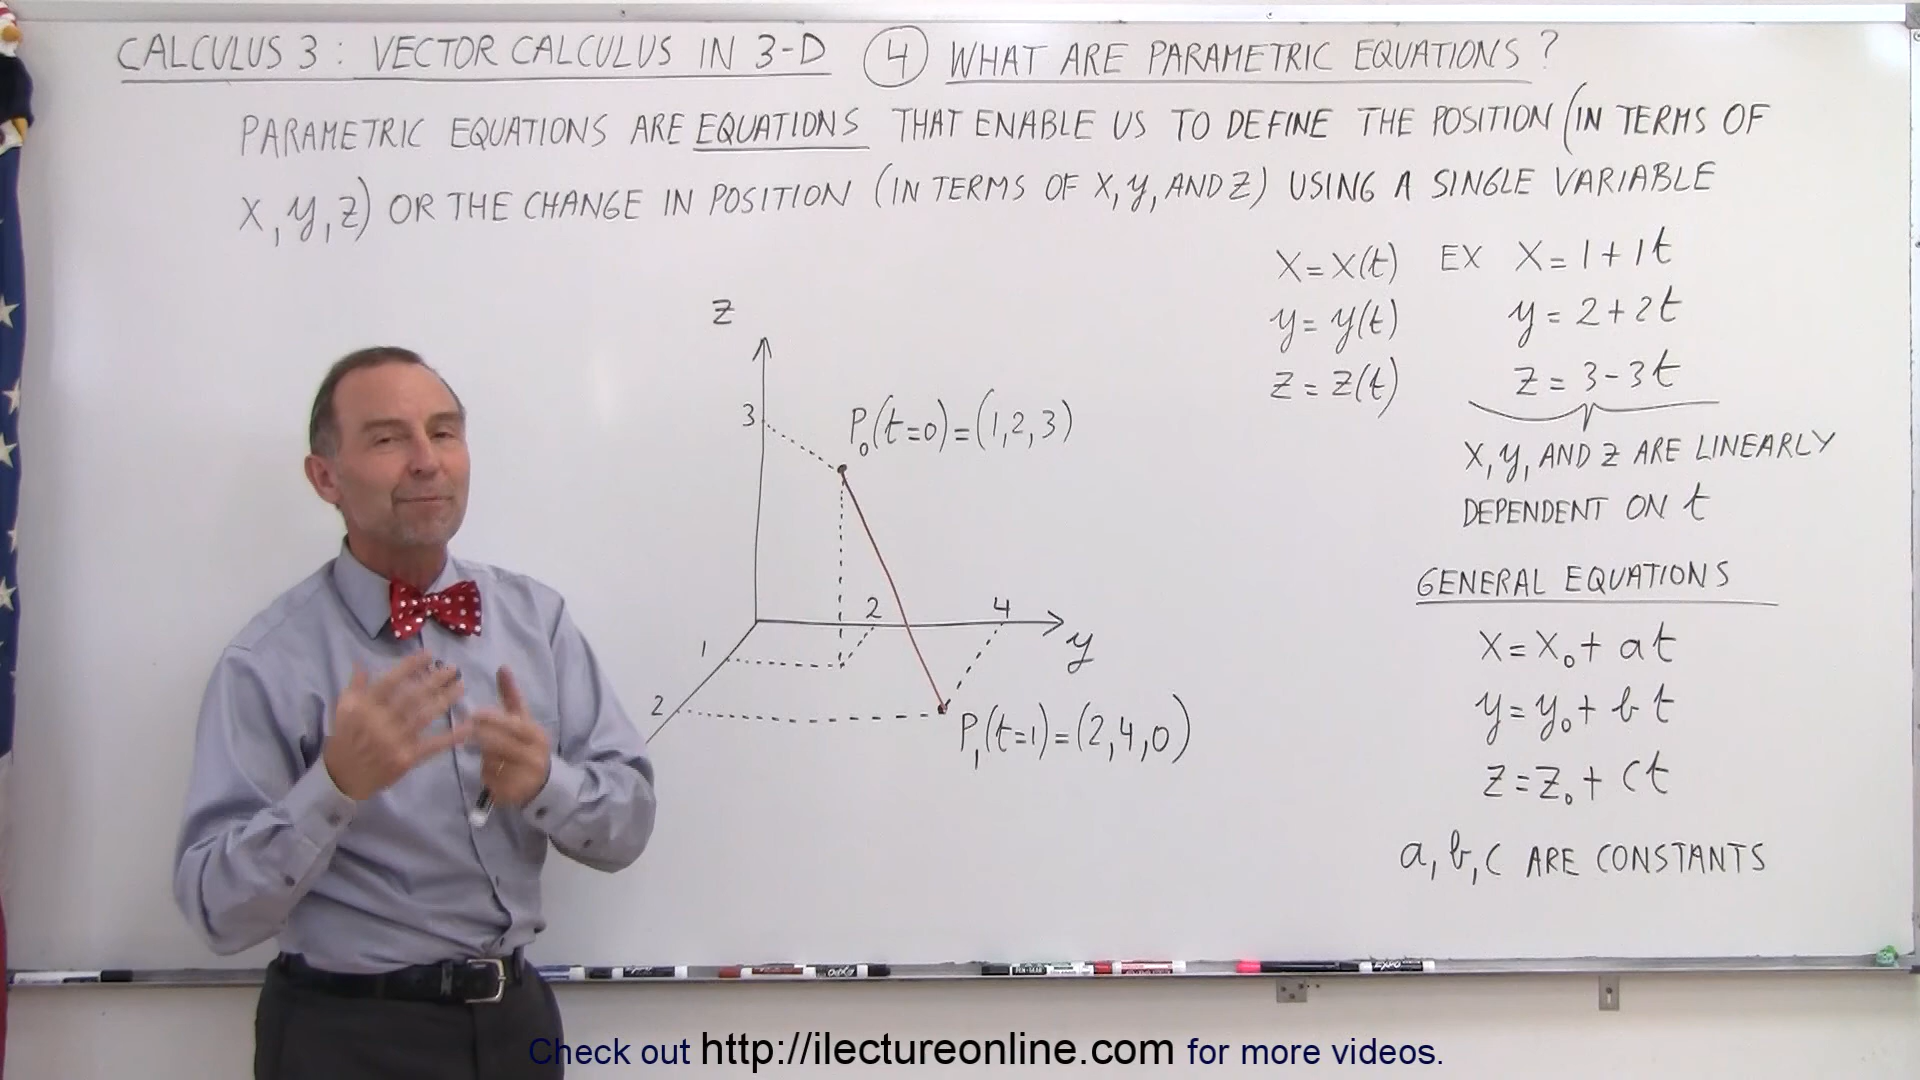 CALCULUS 3 : VECTOR CALCULUS IN 3-D ④ WHAT ARE PARAMETRIC EQUATIONS ?
PARAMETRIC EQUATIONS ARE EQUATIONS THAT ENABLE US TO DEFINE THE POSITION (IN TERMS OF
X, y, Z) OR THE CHANGE IN POSITION (IN TERMS OF X, y, AND Z) USING A SINGLE VARIABLE
X = X(t) EX X = 1 + 1t
y = y(t) y = 2 + 2t
Z = Z(t) Z = 3 - 3t
X, y, AND Z ARE LINEARLY
DEPENDENT ON t
Z
3
P₀(t=0) = (1, 2, 3)
2
4
y
1
2
P₁(t=1) = (2, 4, 0)
GENERAL EQUATIONS
X = X₀ + at
y = y₀ + bt
Z = Z₀ + Ct
a, b, C ARE CONSTANTS
EXPO
Check out http://ilectureonline.com for more videos.